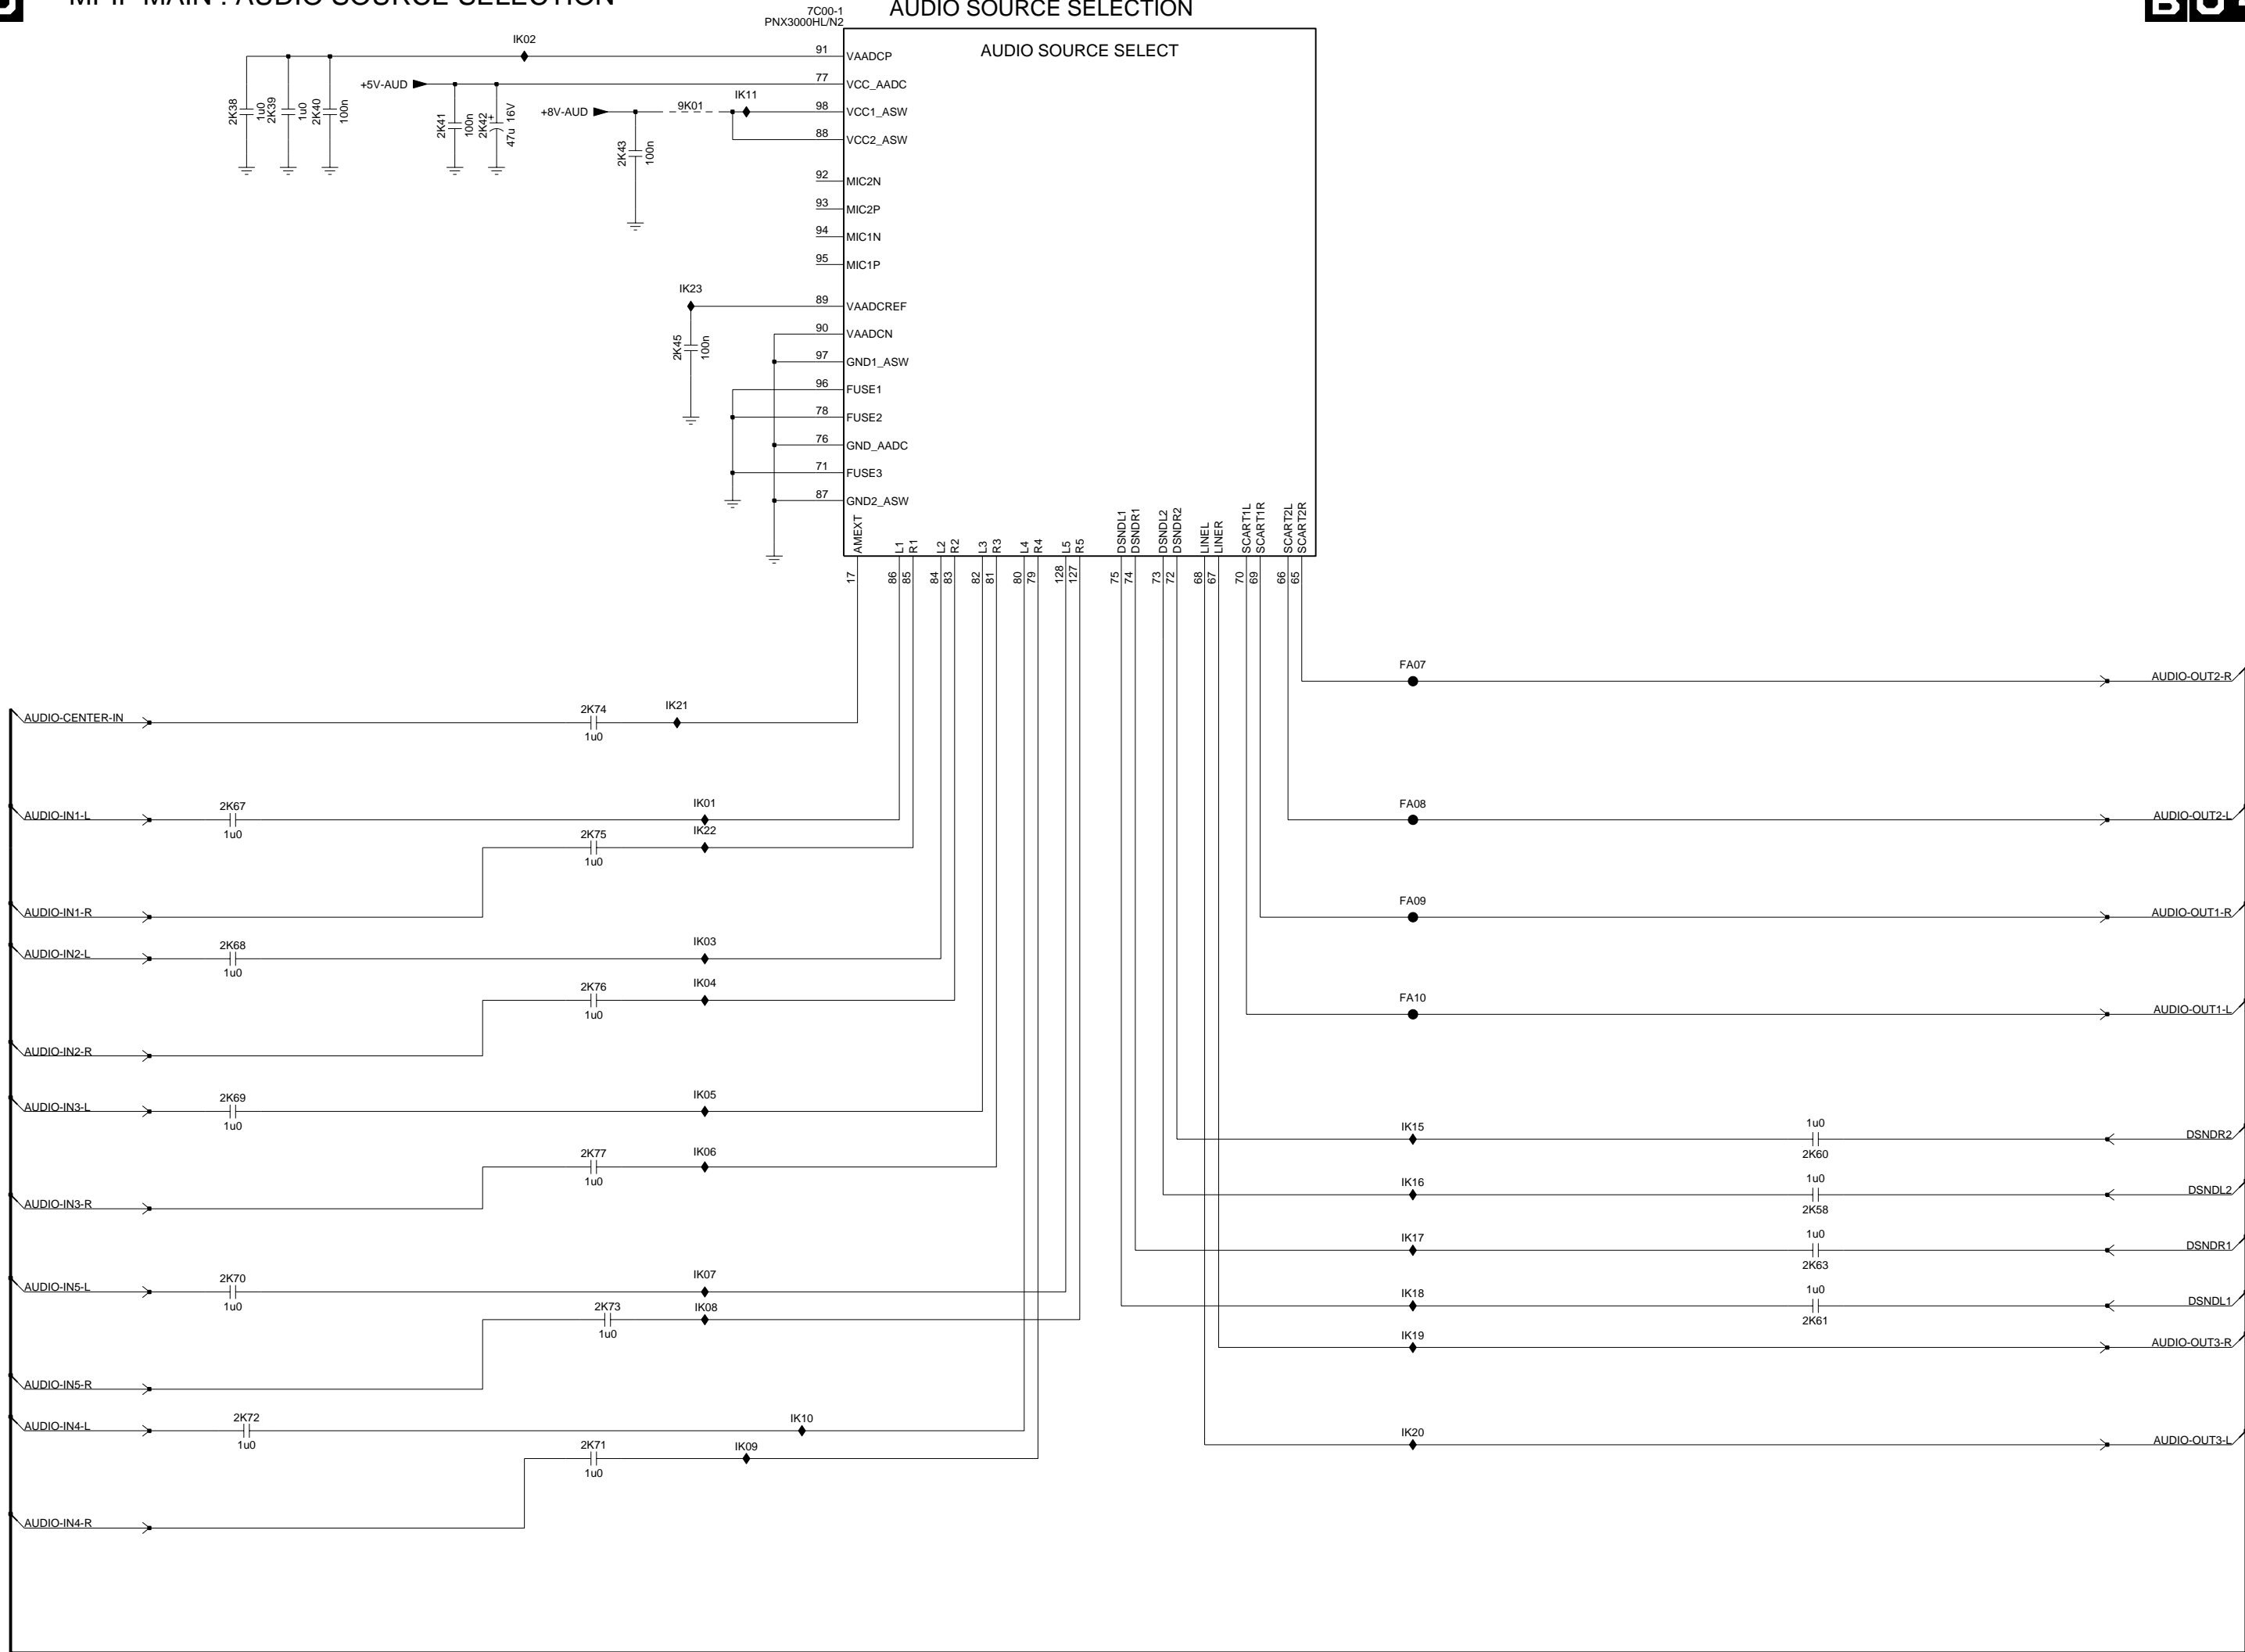 AUDIO SOURCE SELECTION
7C00-1
PNX3000HL/N2
AUDIO SOURCE SELECTION
AUDIO SOURCE SELECT
IK02
91
VAADCP
+5V-AUD
77
VCC_AADC
2K38
1u0
2K39
1u0
2K40
100n
2K41
100n
2K42
+
47u 16V
+8V-AUD
9K01
IK11
98
VCC1_ASW
88
VCC2_ASW
2K43
100n
92
MIC2N
93
MIC2P
94
MIC1N
95
MIC1P
IK23
89
VAADCREF
90
VAADCN
2K45
100n
97
GND1_ASW
96
FUSE1
78
FUSE2
76
GND_AADC
71
FUSE3
87
GND2_ASW
AMEXT
L1
R1
L2
R2
L3
R3
L4
R4
L5
R5
DSNDL1
DSNDR1
DSNDL2
DSNDR2
LINEL
LINER
SCART1L
SCART1R
SCART2L
SCART2R
17
86
85
84
83
82
81
80
79
128
127
75
74
73
72
68
67
70
69
66
65
FA07
AUDIO-OUT2-R
AUDIO-CENTER-IN
2K74
1u0
IK21
AUDIO-IN1-L
2K67
1u0
IK01
FA08
AUDIO-OUT2-L
2K75
1u0
IK22
AUDIO-IN1-R
FA09
AUDIO-OUT1-R
AUDIO-IN2-L
2K68
1u0
IK03
2K76
1u0
IK04
FA10
AUDIO-OUT1-L
AUDIO-IN2-R
AUDIO-IN3-L
2K69
1u0
IK05
IK15
1u0
2K60
DSNDR2
2K77
1u0
IK06
IK16
1u0
2K58
DSNDL2
AUDIO-IN3-R
IK17
1u0
2K63
DSNDR1
AUDIO-IN5-L
2K70
1u0
IK07
IK18
1u0
2K61
DSNDL1
2K73
1u0
IK08
IK19
AUDIO-OUT3-R
AUDIO-IN5-R
AUDIO-IN4-L
2K72
1u0
IK10
IK20
AUDIO-OUT3-L
2K71
1u0
IK09
AUDIO-IN4-R